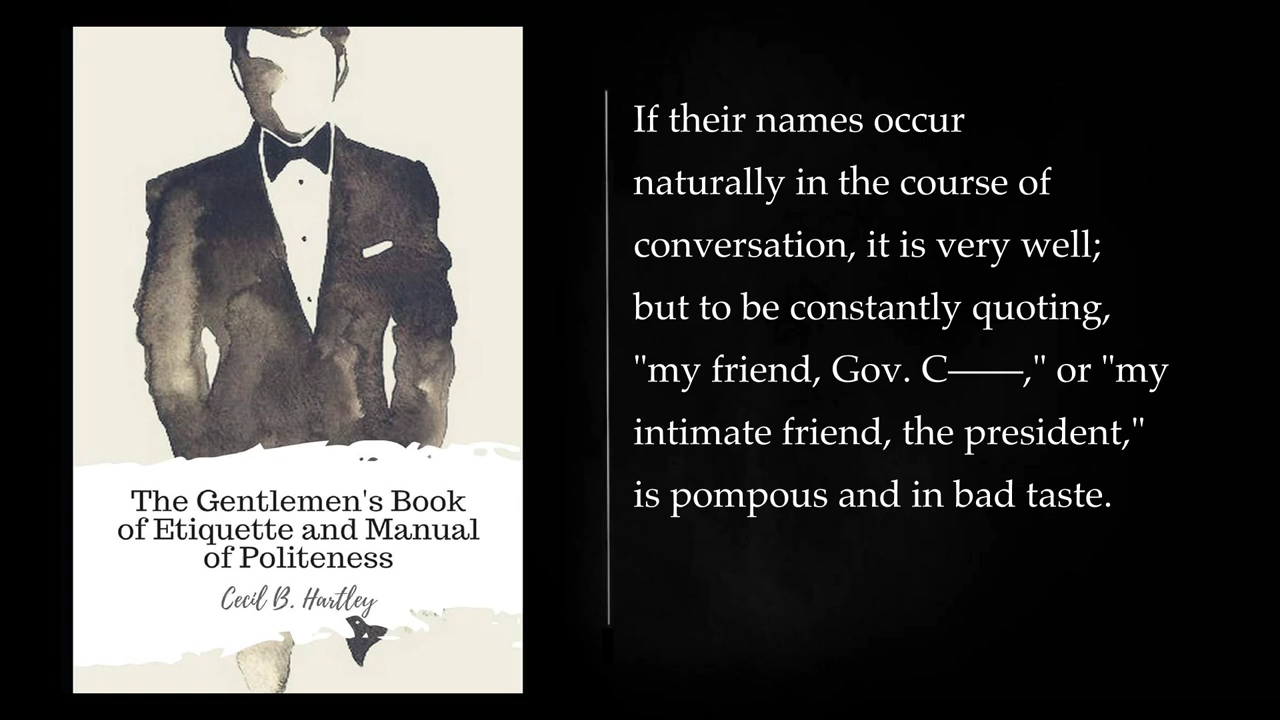 The Gentlemen's Book
of Etiquette and Manual
of Politeness
Cecil B. Hartley
If their names occur
naturally in the course of
conversation, it is very well;
but to be constantly quoting,
"my friend, Gov. C——," or "my
intimate friend, the president,"
is pompous and in bad taste.